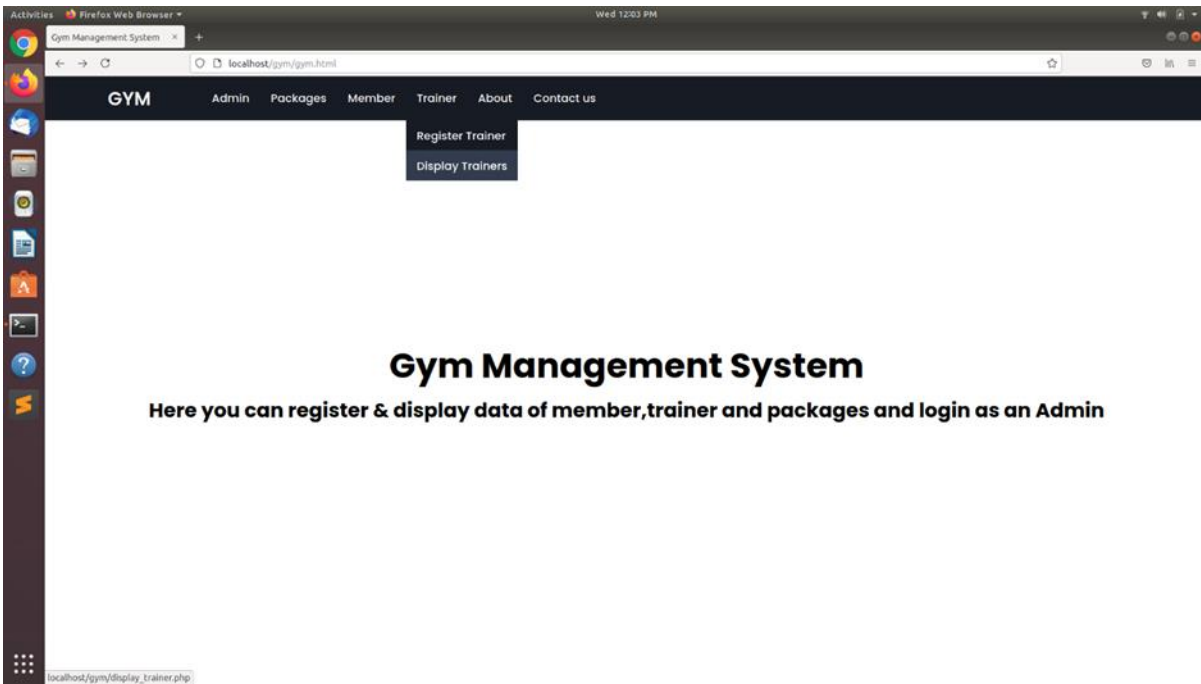 Activities Firefox Web Browser Wed 12:03 PM
Gym Management System × +
localhost/gym/gym.html
GYM Admin Packages Member Trainer About Contact us
Register Trainer
Display Trainers
Gym Management System
Here you can register & display data of member,trainer and packages and login as an Admin
localhost/gym/display_trainer.php